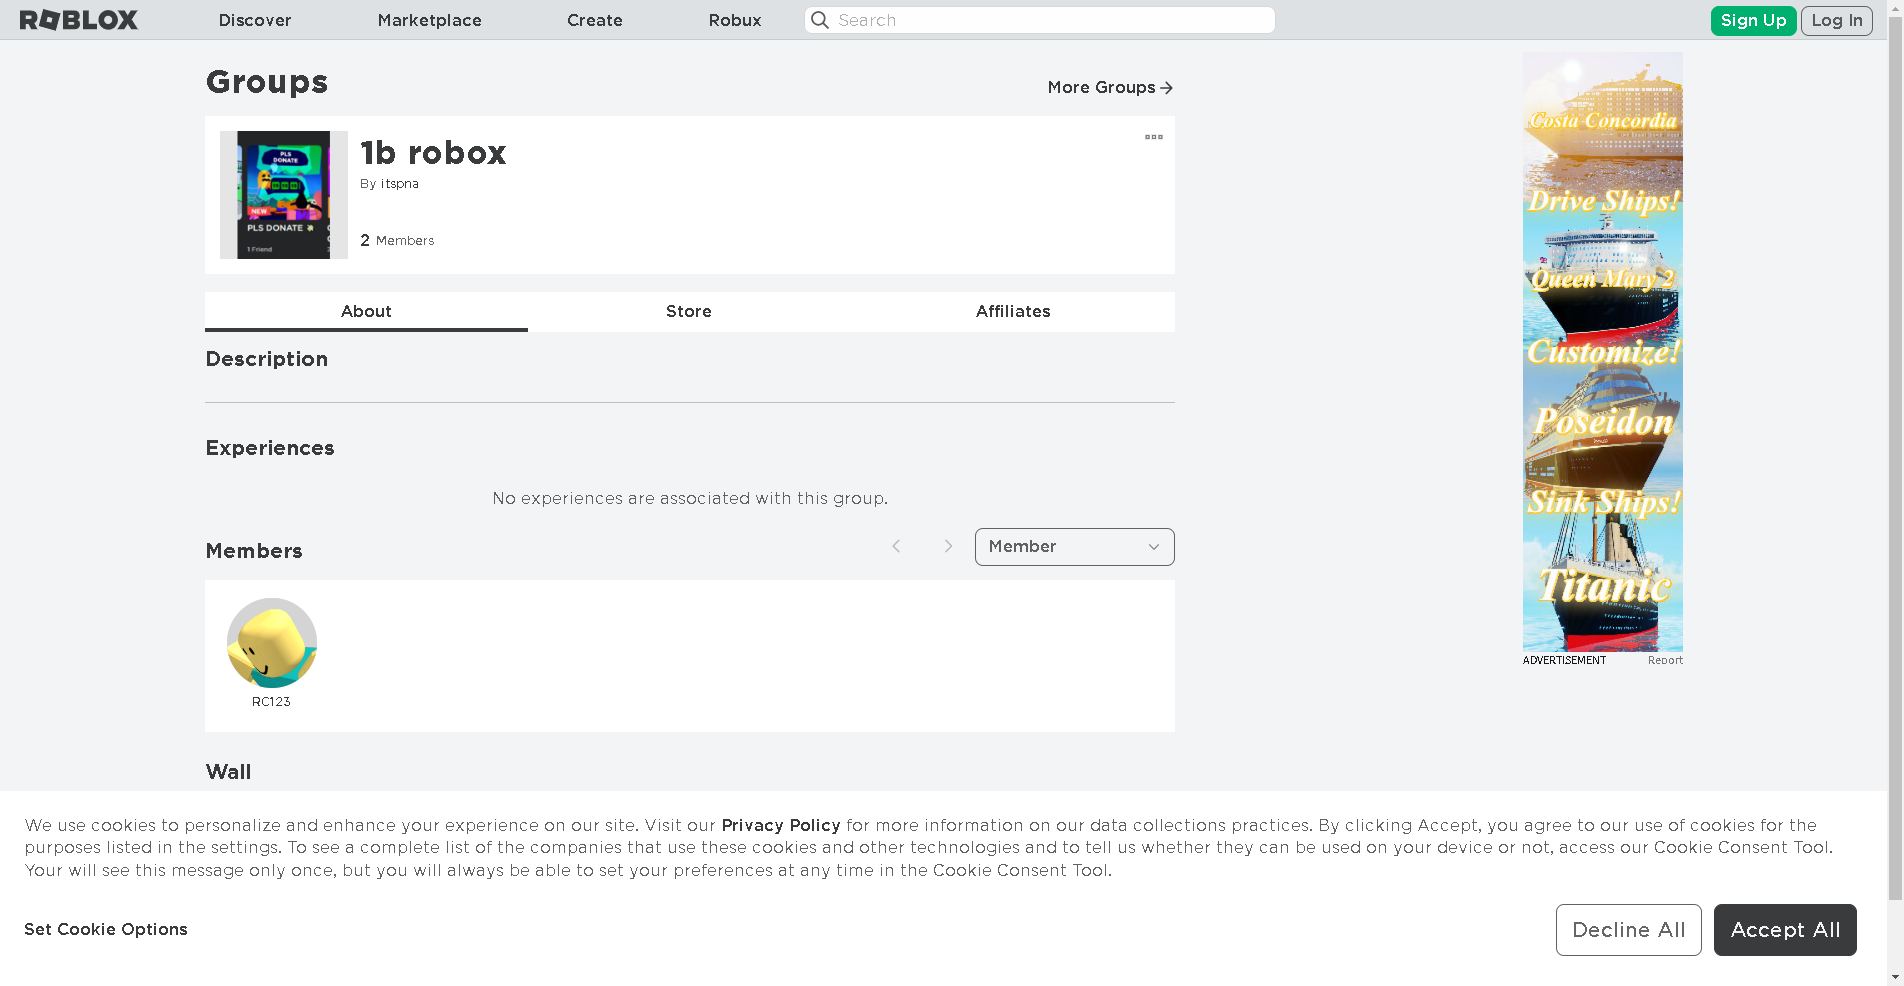 ROBLOX
Discover
Marketplace
Create
Robux
Search
Sign Up
Log In
Groups
More Groups
PLS DONATE
NEW
PLS DONATE
1 Friend
1b robox
By itspna
2 Members
About
Store
Affiliates
Description
Experiences
No experiences are associated with this group.
Members
Member
RC123
Wall
Costa Concordia
Drive Ships!
Queen Mary 2
Customize!
Poseidon
Sink Ships!
Titanic
ADVERTISEMENT
Report
We use cookies to personalize and enhance your experience on our site. Visit our Privacy Policy for more information on our data collections practices. By clicking Accept, you agree to our use of cookies for the
purposes listed in the settings. To see a complete list of the companies that use these cookies and other technologies and to tell us whether they can be used on your device or not, access our Cookie Consent Tool.
Your will see this message only once, but you will always be able to set your preferences at any time in the Cookie Consent Tool.
Set Cookie Options
Decline All
Accept All